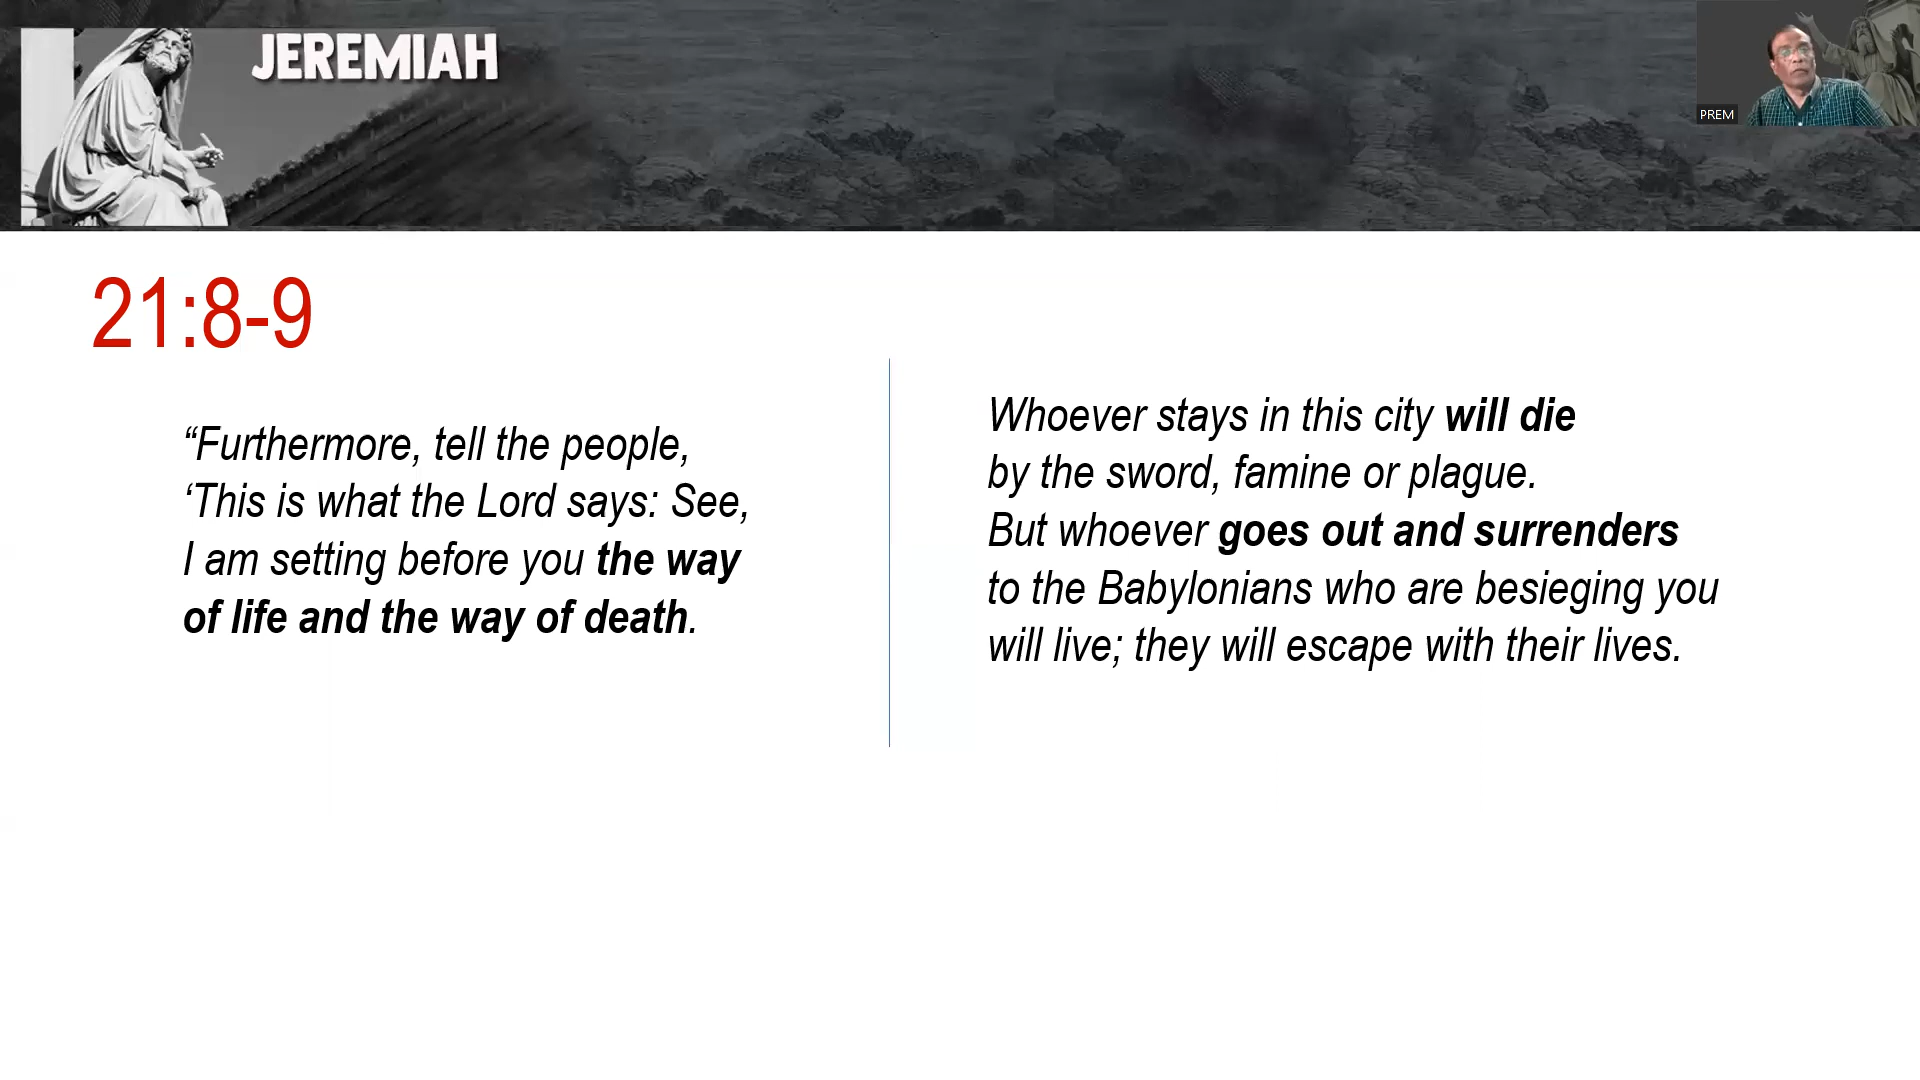 JEREMIAH
PREM
21:8-9
“Furthermore, tell the people,
‘This is what the Lord says: See,
I am setting before you the way
of life and the way of death.
Whoever stays in this city will die
by the sword, famine or plague.
But whoever goes out and surrenders
to the Babylonians who are besieging you
will live; they will escape with their lives.